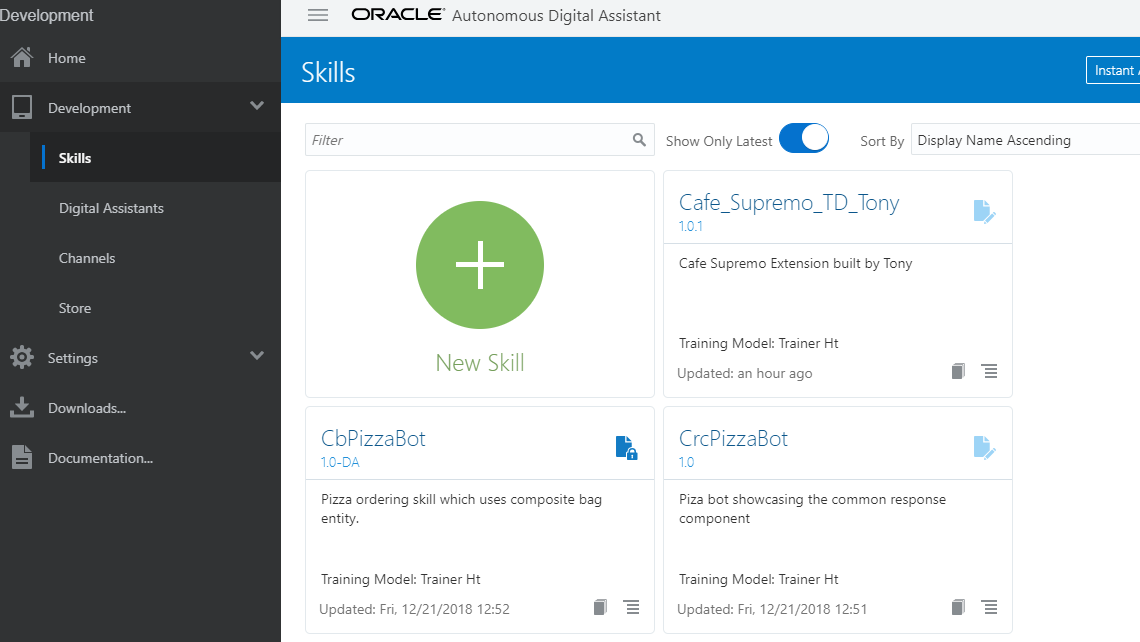 Development
Home
Development
Skills
Digital Assistants
Channels
Store
Settings
Downloads...
Documentation...
ORACLE® Autonomous Digital Assistant
Skills
Instant
Filter
Show Only Latest
Sort By
Display Name Ascending
New Skill
Cafe_Supremo_TD_Tony
1.0.1
Cafe Supremo Extension built by Tony
Training Model: Trainer Ht
Updated: an hour ago
CbPizzaBot
1.0-DA
Pizza ordering skill which uses composite bag
entity.
Training Model: Trainer Ht
Updated: Fri, 12/21/2018 12:52
CrcPizzaBot
1.0
Piza bot showcasing the common response
component
Training Model: Trainer Ht
Updated: Fri, 12/21/2018 12:51